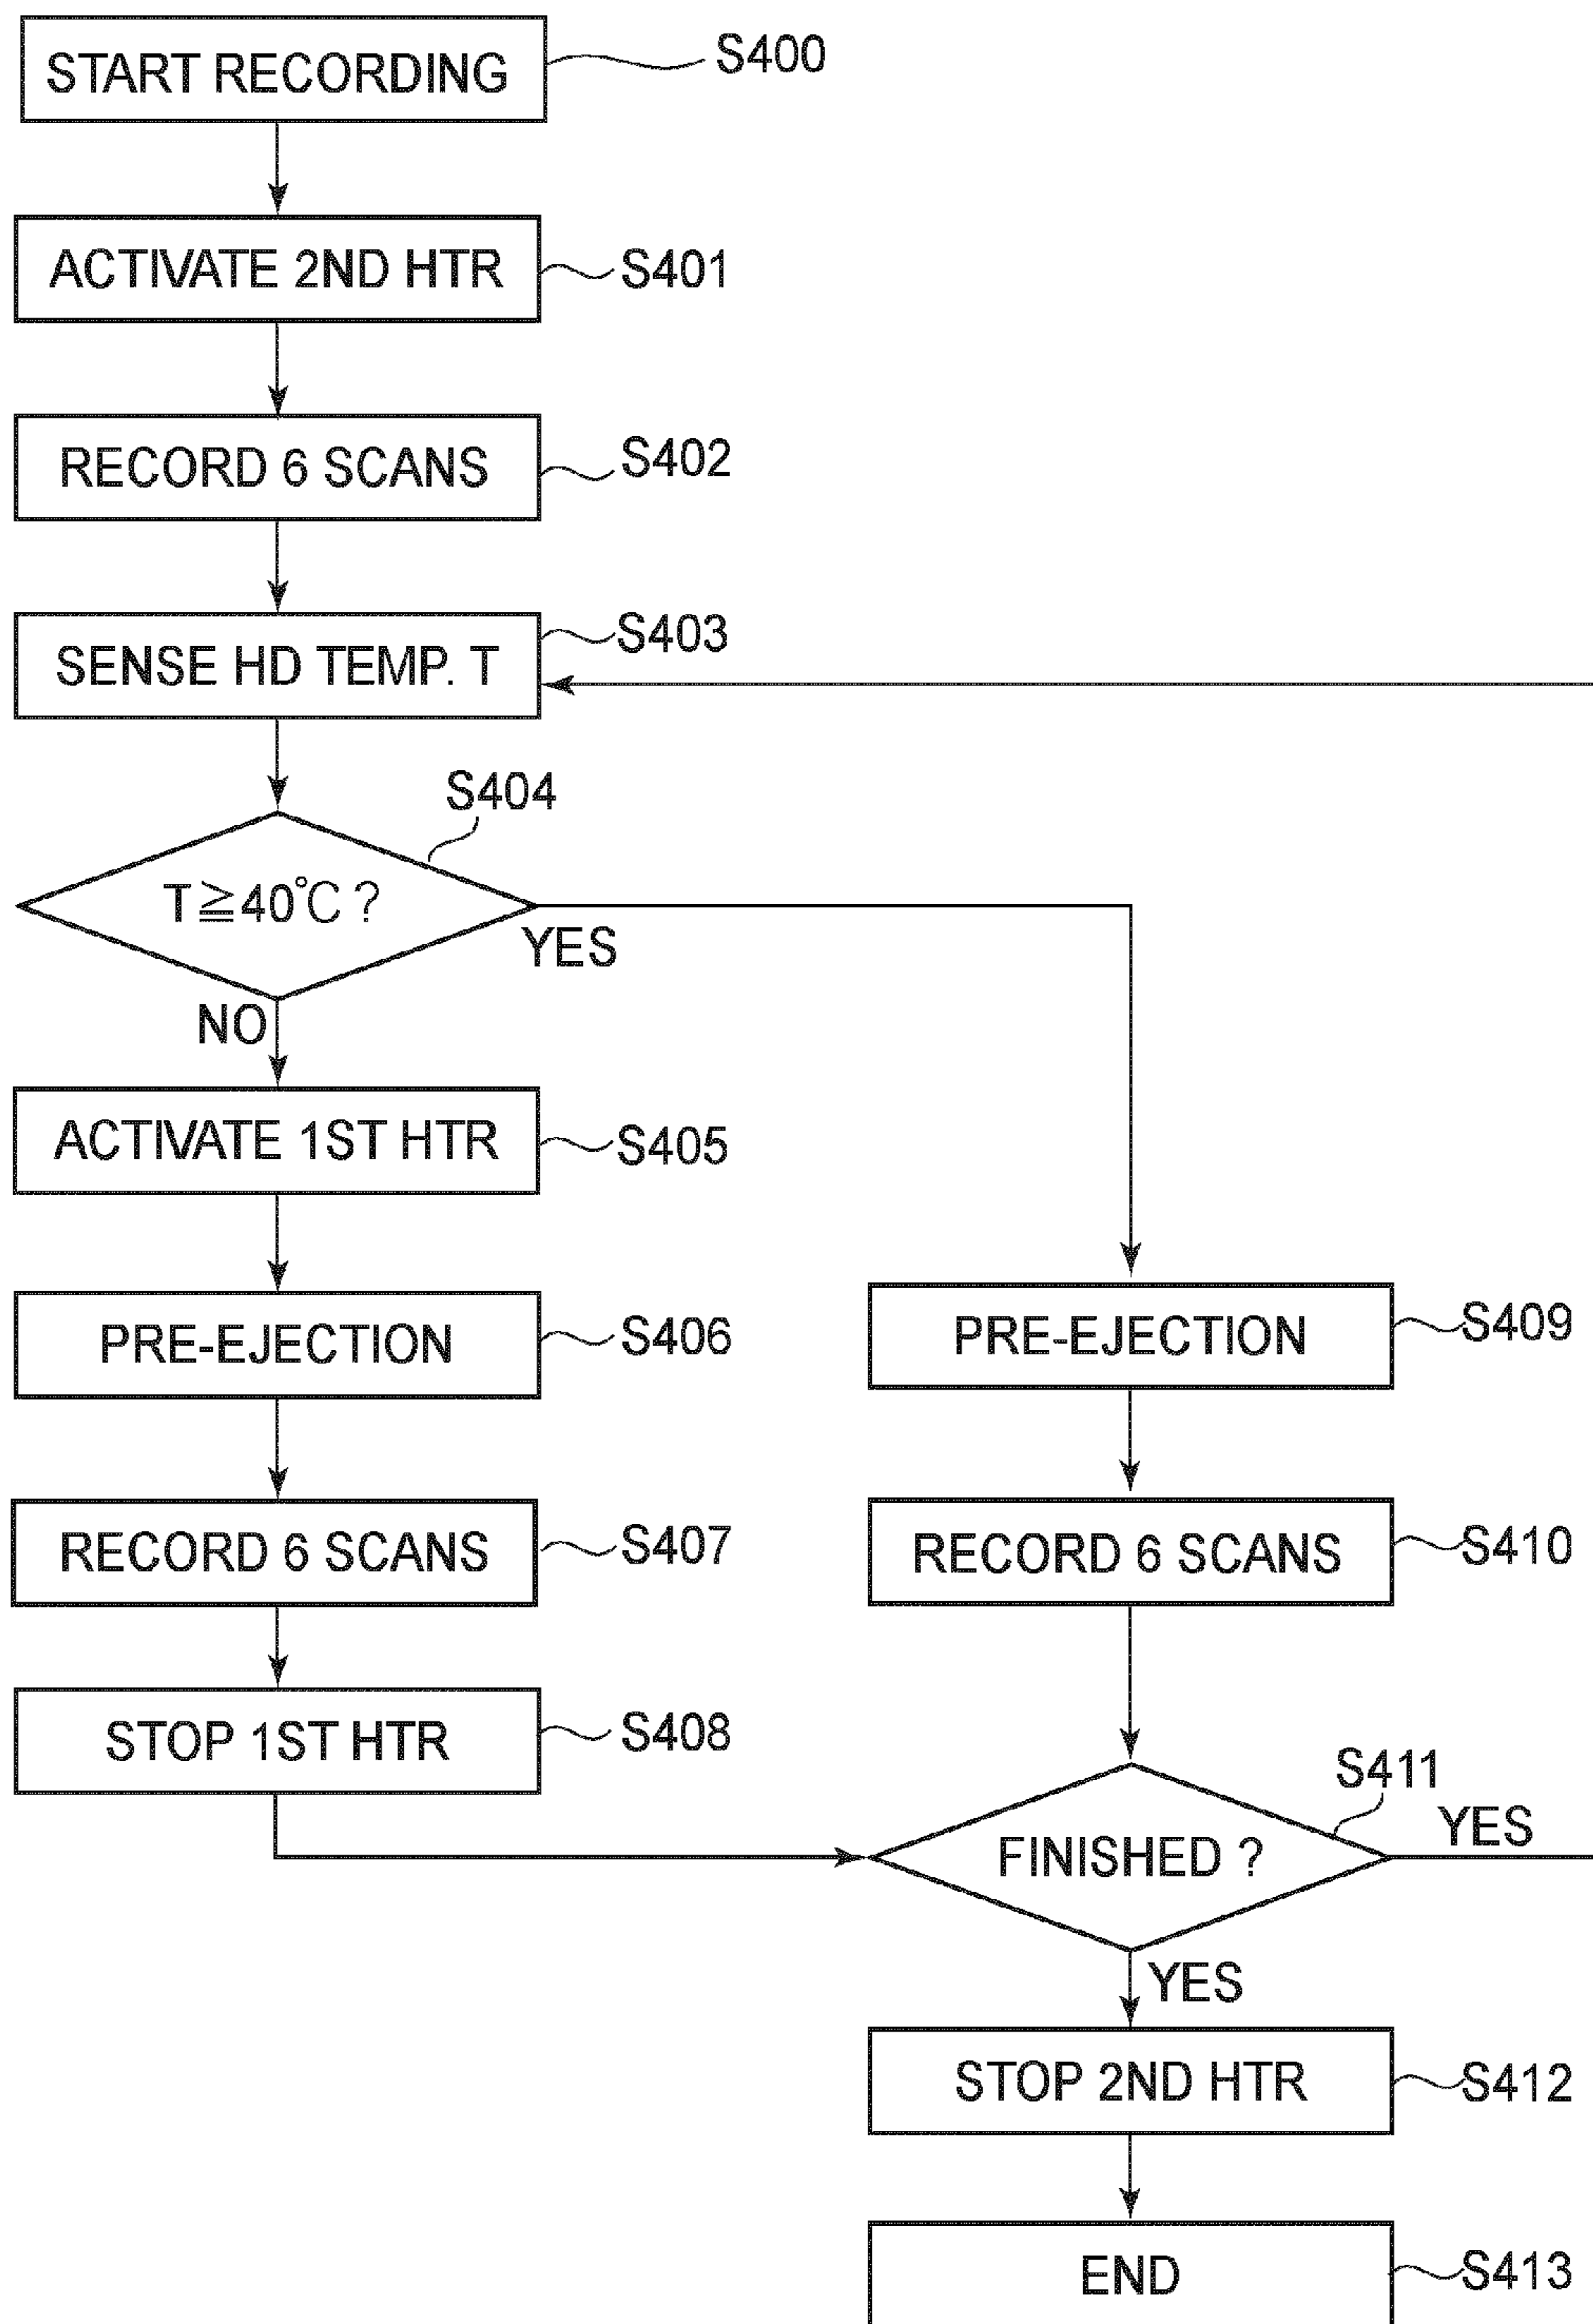 START RECORDING
S400
ACTIVATE 2ND HTR
S401
RECORD 6 SCANS
S402
SENSE HD TEMP. T
S403
S404
T≧40℃ ?
YES
NO
ACTIVATE 1ST HTR
S405
PRE-EJECTION
S406
RECORD 6 SCANS
S407
STOP 1ST HTR
S408
PRE-EJECTION
S409
RECORD 6 SCANS
S410
S411
FINISHED ?
YES
YES
STOP 2ND HTR
S412
END
S413